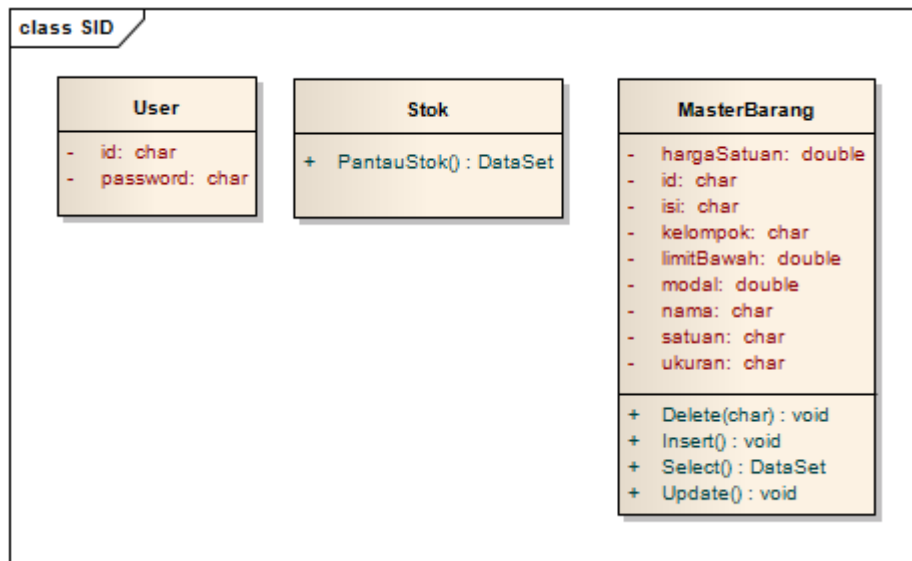 class SID
User
- id: char
- password: char
Stok
+ PantauStok() : DataSet
MasterBarang
- hargaSatuan: double
- id: char
- isi: char
- kelompok: char
- limitBawah: double
- modal: double
- nama: char
- satuan: char
- ukuran: char
+ Delete(char) : void
+ Insert() : void
+ Select() : DataSet
+ Update() : void